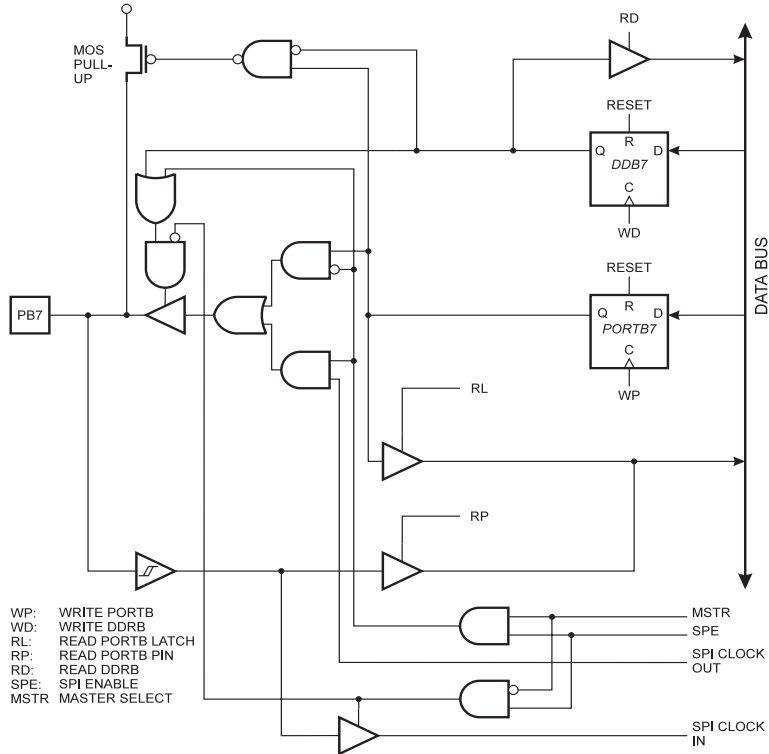 RD
MOS
PULL-
UP
RESET
R
Q
D
DDB7
C
WD
RESET
R
PB7
Q
D
PORTB7
C
WP
DATA BUS
RL
RP
WP: WRITE PORTB
WD: WRITE DDRB
RL: READ PORTB LATCH
RP: READ PORTB PIN
RD: READ DDRB
SPE: SPI ENABLE
MSTR MASTER SELECT
MSTR
SPE
SPI CLOCK
OUT
SPI CLOCK
IN